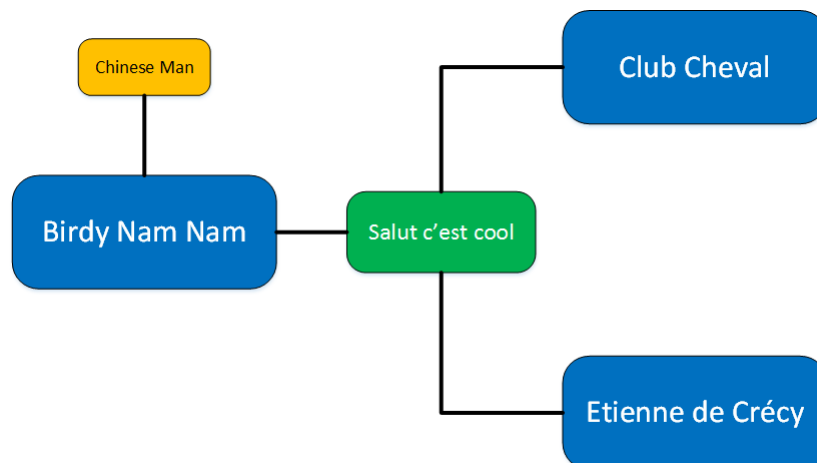 Chinese Man
Club Cheval
Birdy Nam Nam
Salut c’est cool
Etienne de Crécy